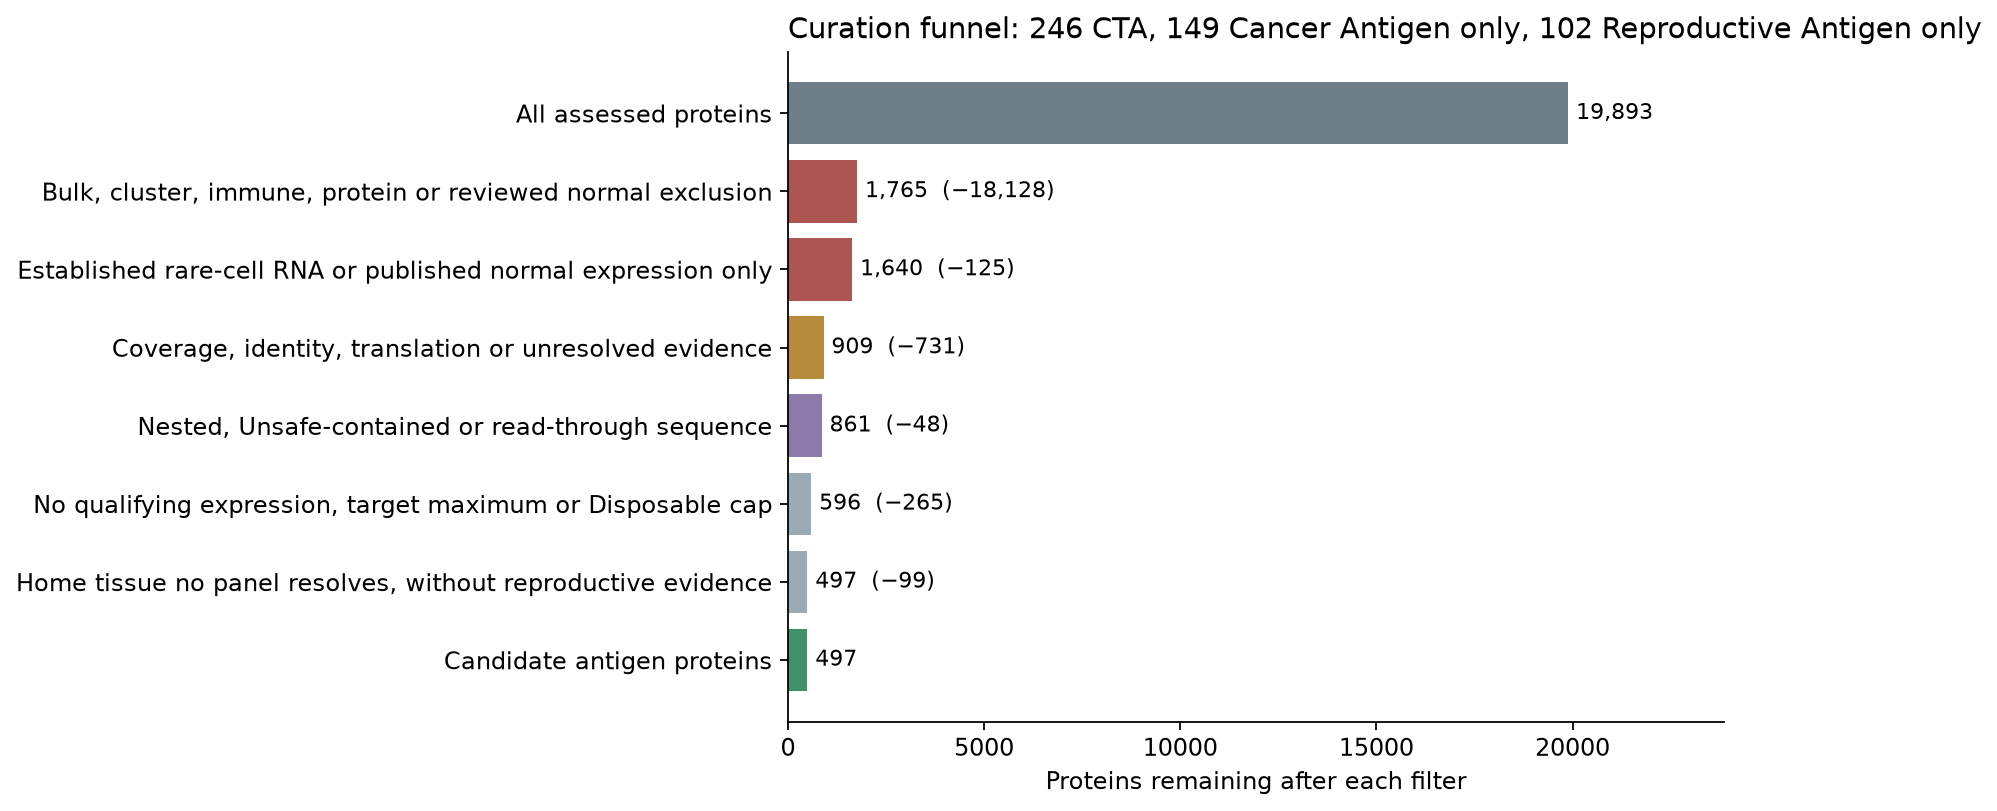 Curation funnel: 246 CTA, 149 Cancer Antigen only, 102 Reproductive Antigen only
All assessed proteins 19,893
Bulk, cluster, immune, protein or reviewed normal exclusion 1,765 (−18,128)
Established rare-cell RNA or published normal expression only 1,640 (−125)
Coverage, identity, translation or unresolved evidence 909 (−731)
Nested, Unsafe-contained or read-through sequence 861 (−48)
No qualifying expression, target maximum or Disposable cap 596 (−265)
Home tissue no panel resolves, without reproductive evidence 497 (−99)
Candidate antigen proteins 497
0 5000 10000 15000 20000
Proteins remaining after each filter